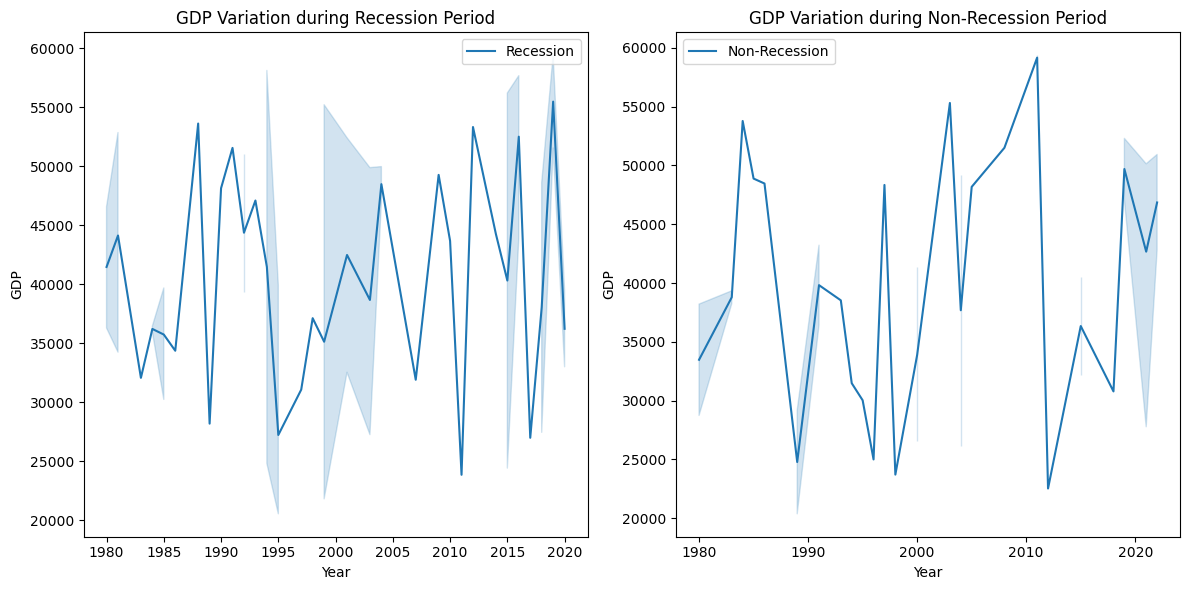 GDP Variation during Recession Period
Recession
60000
55000
50000
45000
40000
35000
30000
25000
20000
GDP
1980 1985 1990 1995 2000 2005 2010 2015 2020
Year
GDP Variation during Non-Recession Period
Non-Recession
60000
55000
50000
45000
40000
35000
30000
25000
20000
GDP
1980 1990 2000 2010 2020
Year